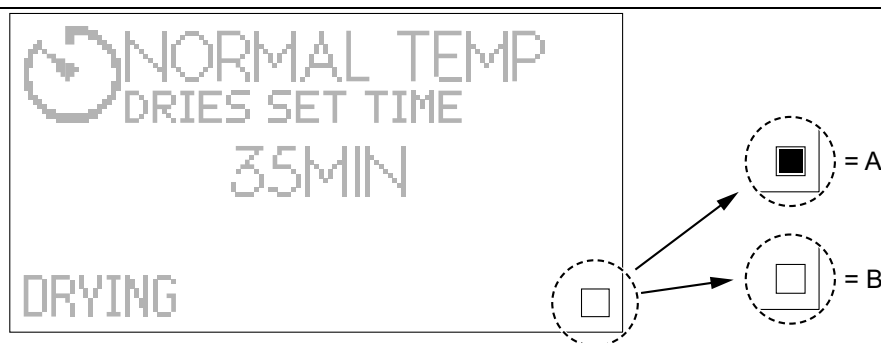 NORMAL TEMP
DRIES SET TIME
35MIN
= A
DRYING
= B